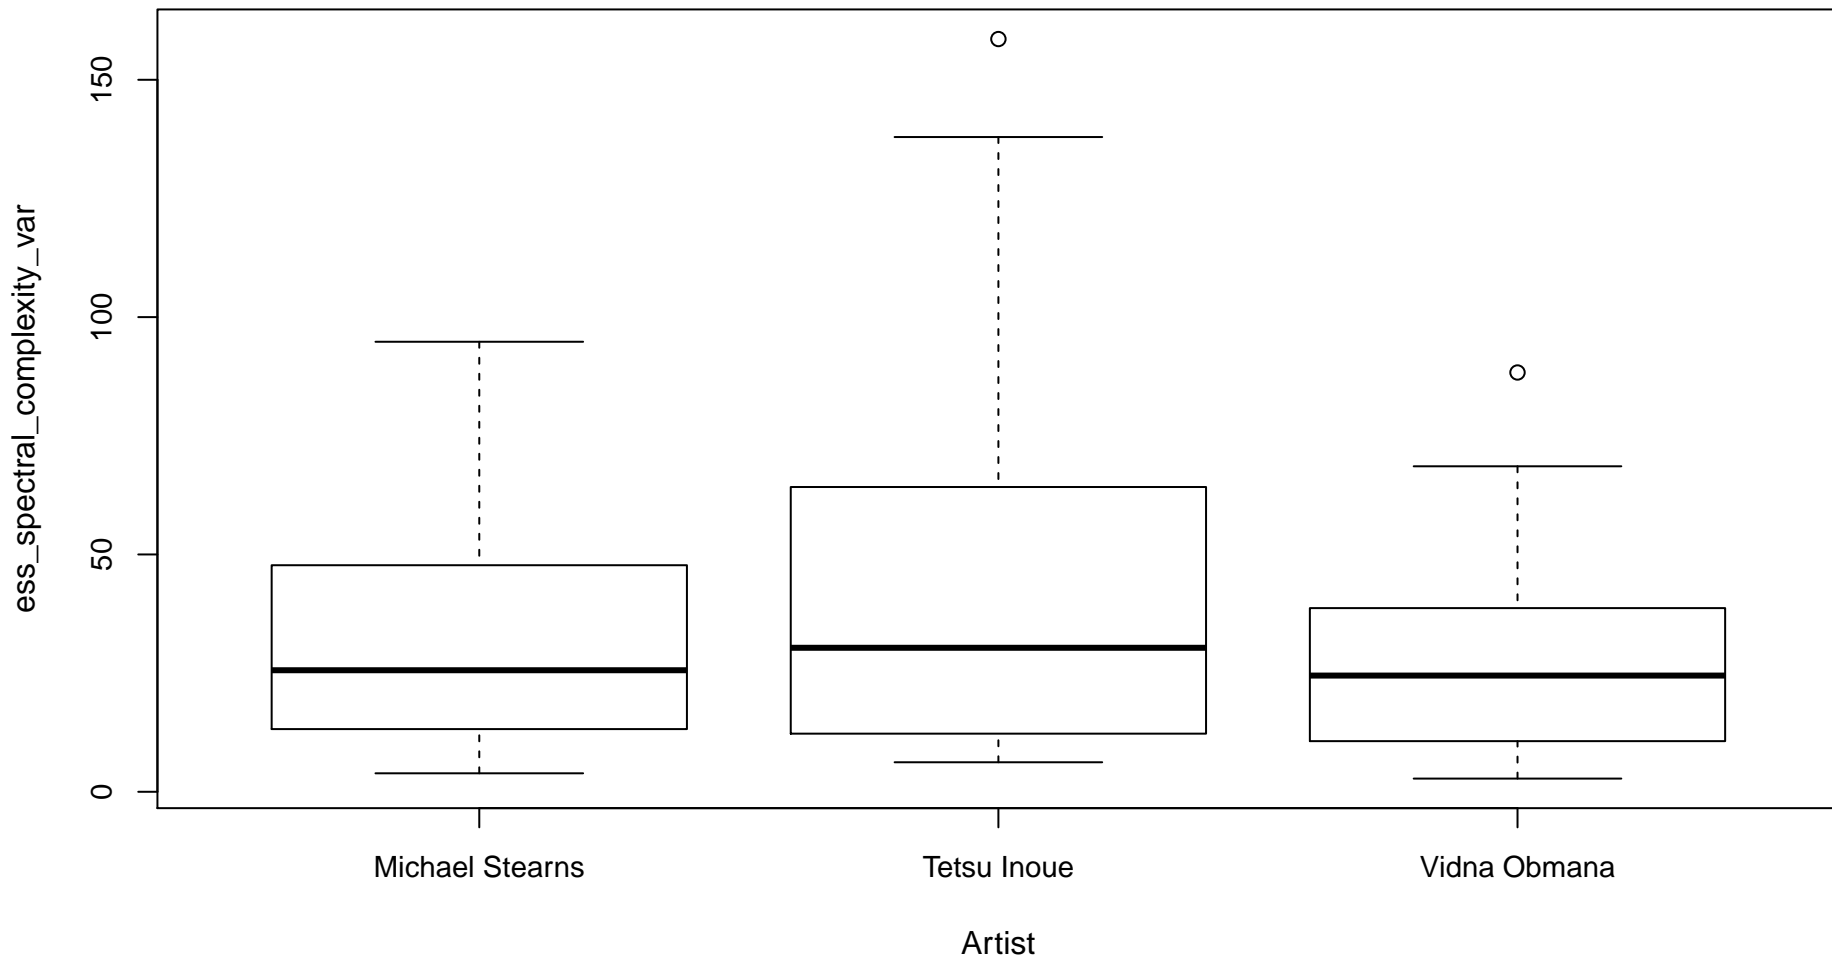 ess_spectral_complexity_var
150
100
50
0
Michael Stearns
Tetsu Inoue
Vidna Obmana
Artist